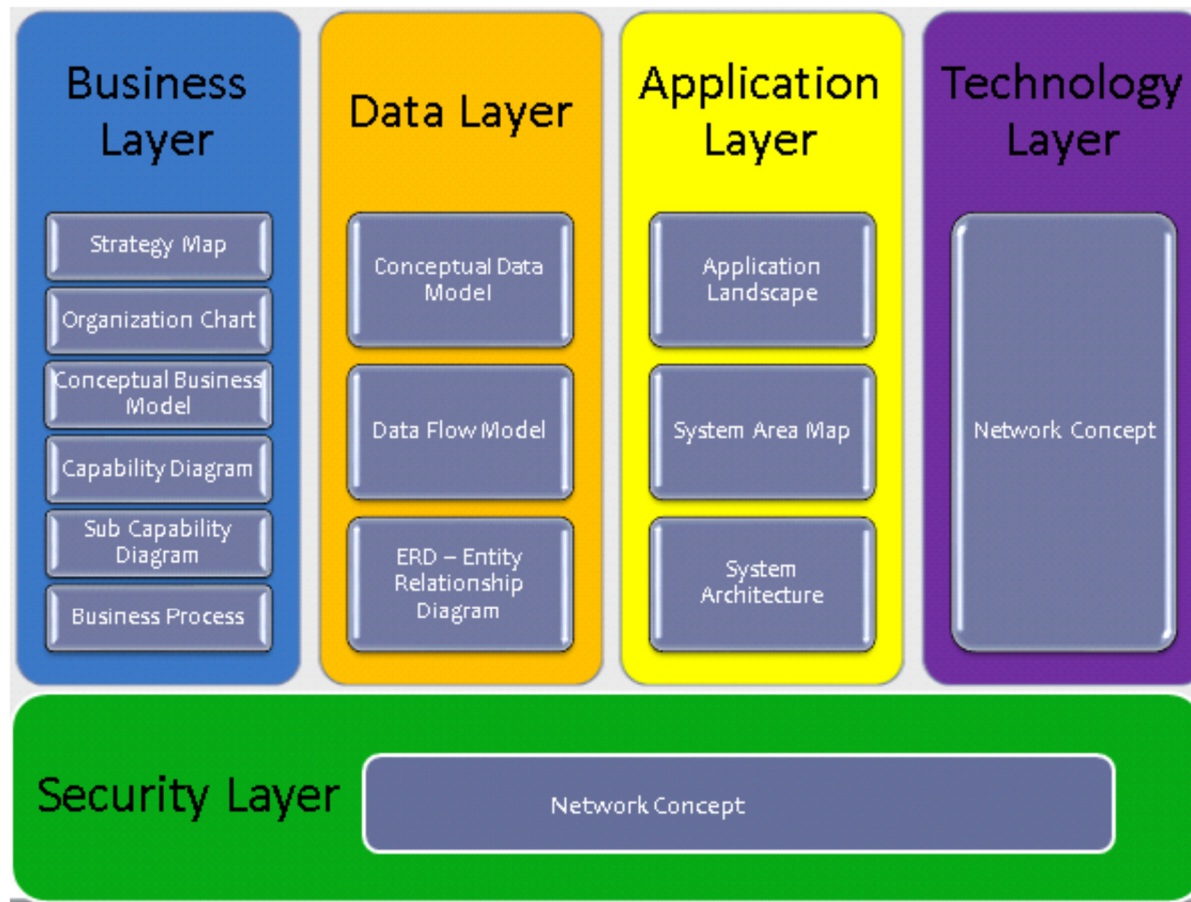 Business
Layer
Strategy Map
Organization Chart
Conceptual Business
Model
Capability Diagram
Sub Capability
Diagram
Business Process
Data Layer
Conceptual Data
Model
Data Flow Model
ERD – Entity
Relationship
Diagram
Application
Layer
Application
Landscape
System Area Map
System
Architecture
Technology
Layer
Network Concept
Security Layer
Network Concept